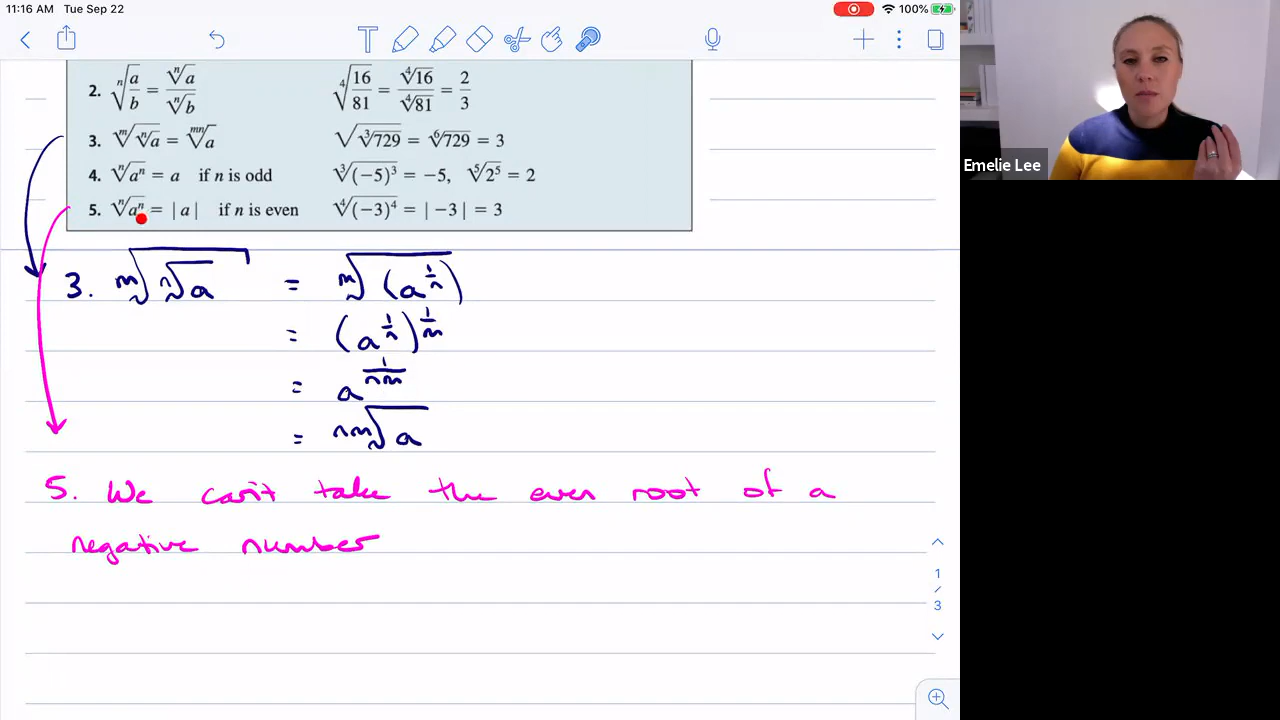 11:16 AM Tue Sep 22
100%
2. ⁿ√(a/b) = ⁿ√a / ⁿ√b    ⁴√(16/81) = ⁴√16 / ⁴√81 = 2/3
3. ᵐ√(ⁿ√a) = ᵐⁿ√a    √(³√729) = ⁶√729 = 3
4. ⁿ√(aⁿ) = a if n is odd    ³√((-5)³) = -5, ⁵√(2⁵) = 2
5. ⁿ√(aⁿ) = |a| if n is even    ⁴√((-3)⁴) = |-3| = 3
Emelie Lee
3. ᵐ√(ⁿ√a) = ᵐ√(a^(1/n))
= (a^(1/n))^(1/m)
= a^(1/nm)
= ⁿᵐ√a
5. We can't take the even root of a
negative number
1
/
3